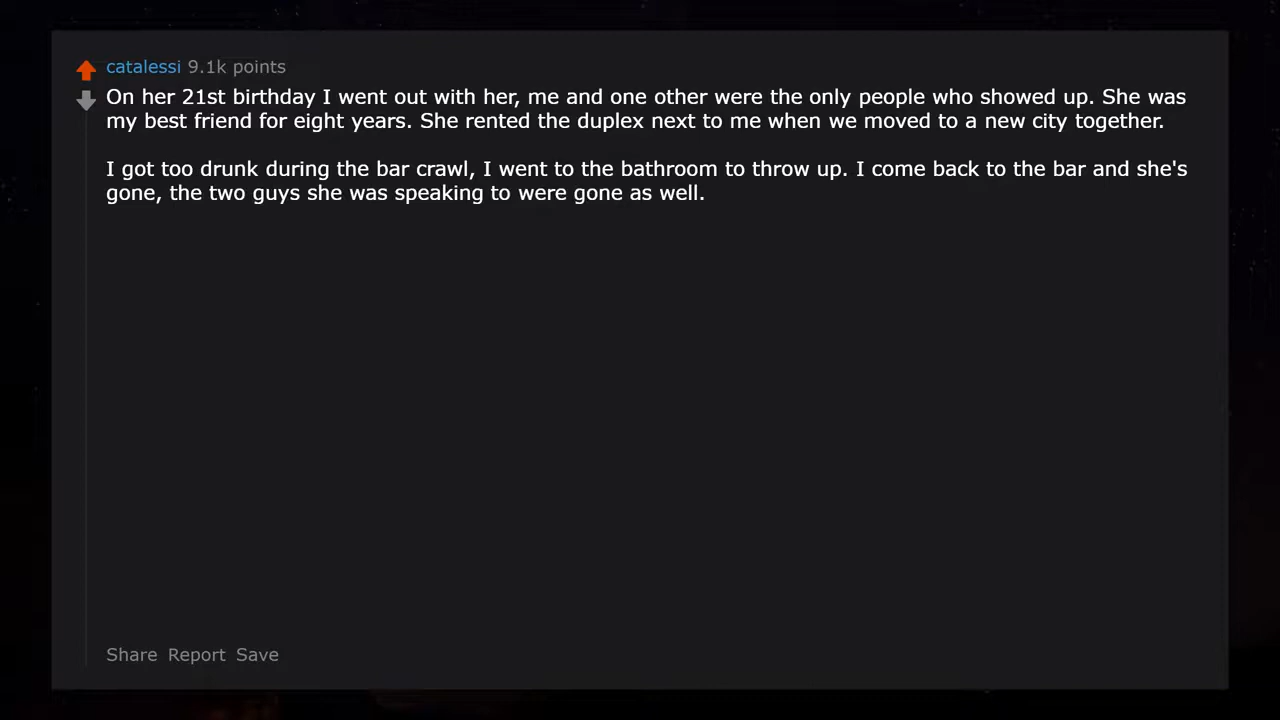 catalessi 9.1k points
On her 21st birthday I went out with her, me and one other were the only people who showed up. She was
my best friend for eight years. She rented the duplex next to me when we moved to a new city together.
I got too drunk during the bar crawl, I went to the bathroom to throw up. I come back to the bar and she's
gone, the two guys she was speaking to were gone as well.
Share Report Save